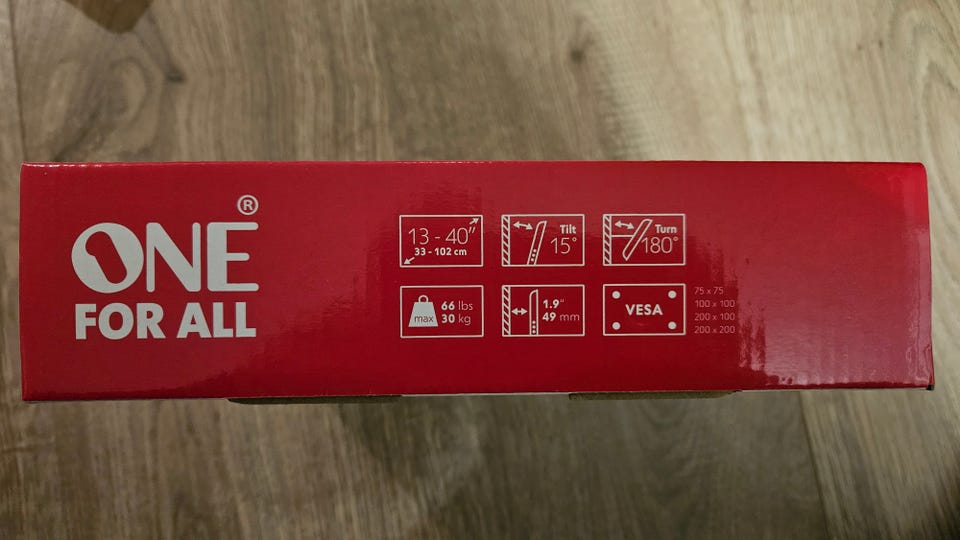 ONE®
FOR ALL
13 - 40"
33 - 102 cm
Tilt
15°
Turn
180°
max
66 lbs
30 kg
1.9"
49 mm
VESA
75 x 75
100 x 100
200 x 100
200 x 200